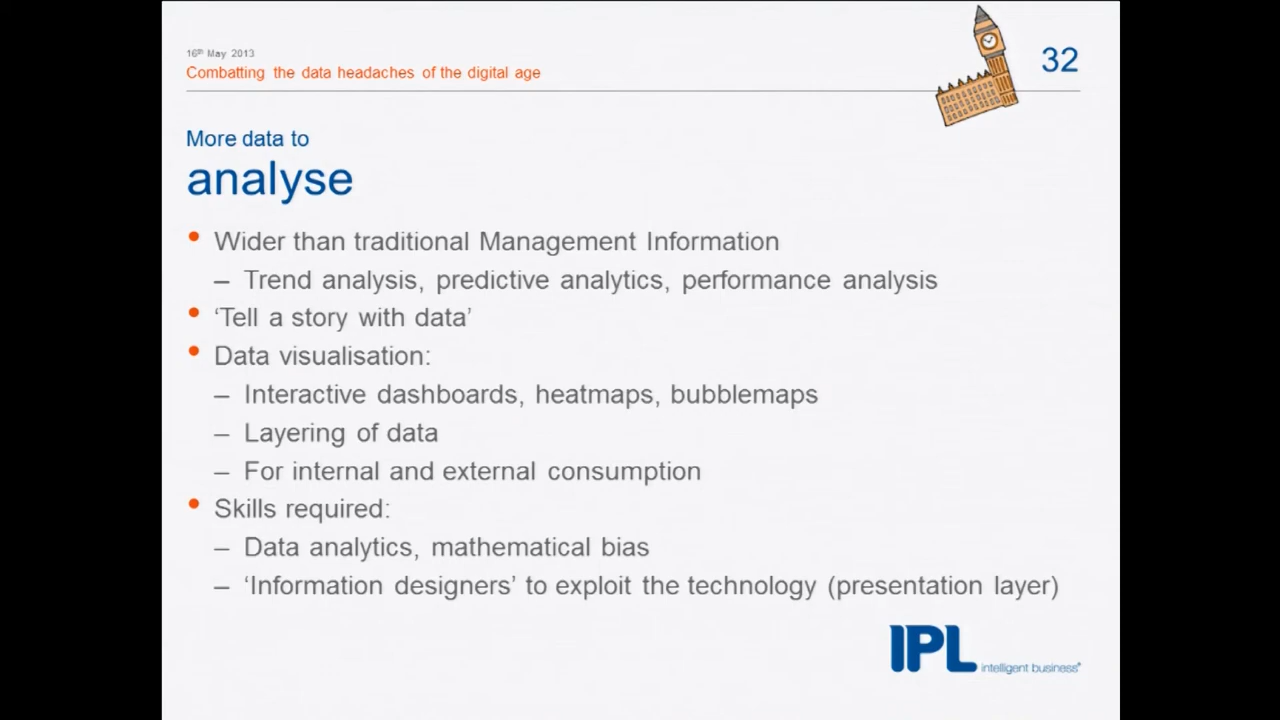 16th May 2013
Combatting the data headaches of the digital age
32
More data to
analyse
• Wider than traditional Management Information
– Trend analysis, predictive analytics, performance analysis
• ‘Tell a story with data’
• Data visualisation:
– Interactive dashboards, heatmaps, bubblemaps
– Layering of data
– For internal and external consumption
• Skills required:
– Data analytics, mathematical bias
– ‘Information designers’ to exploit the technology (presentation layer)
IPL intelligent business®